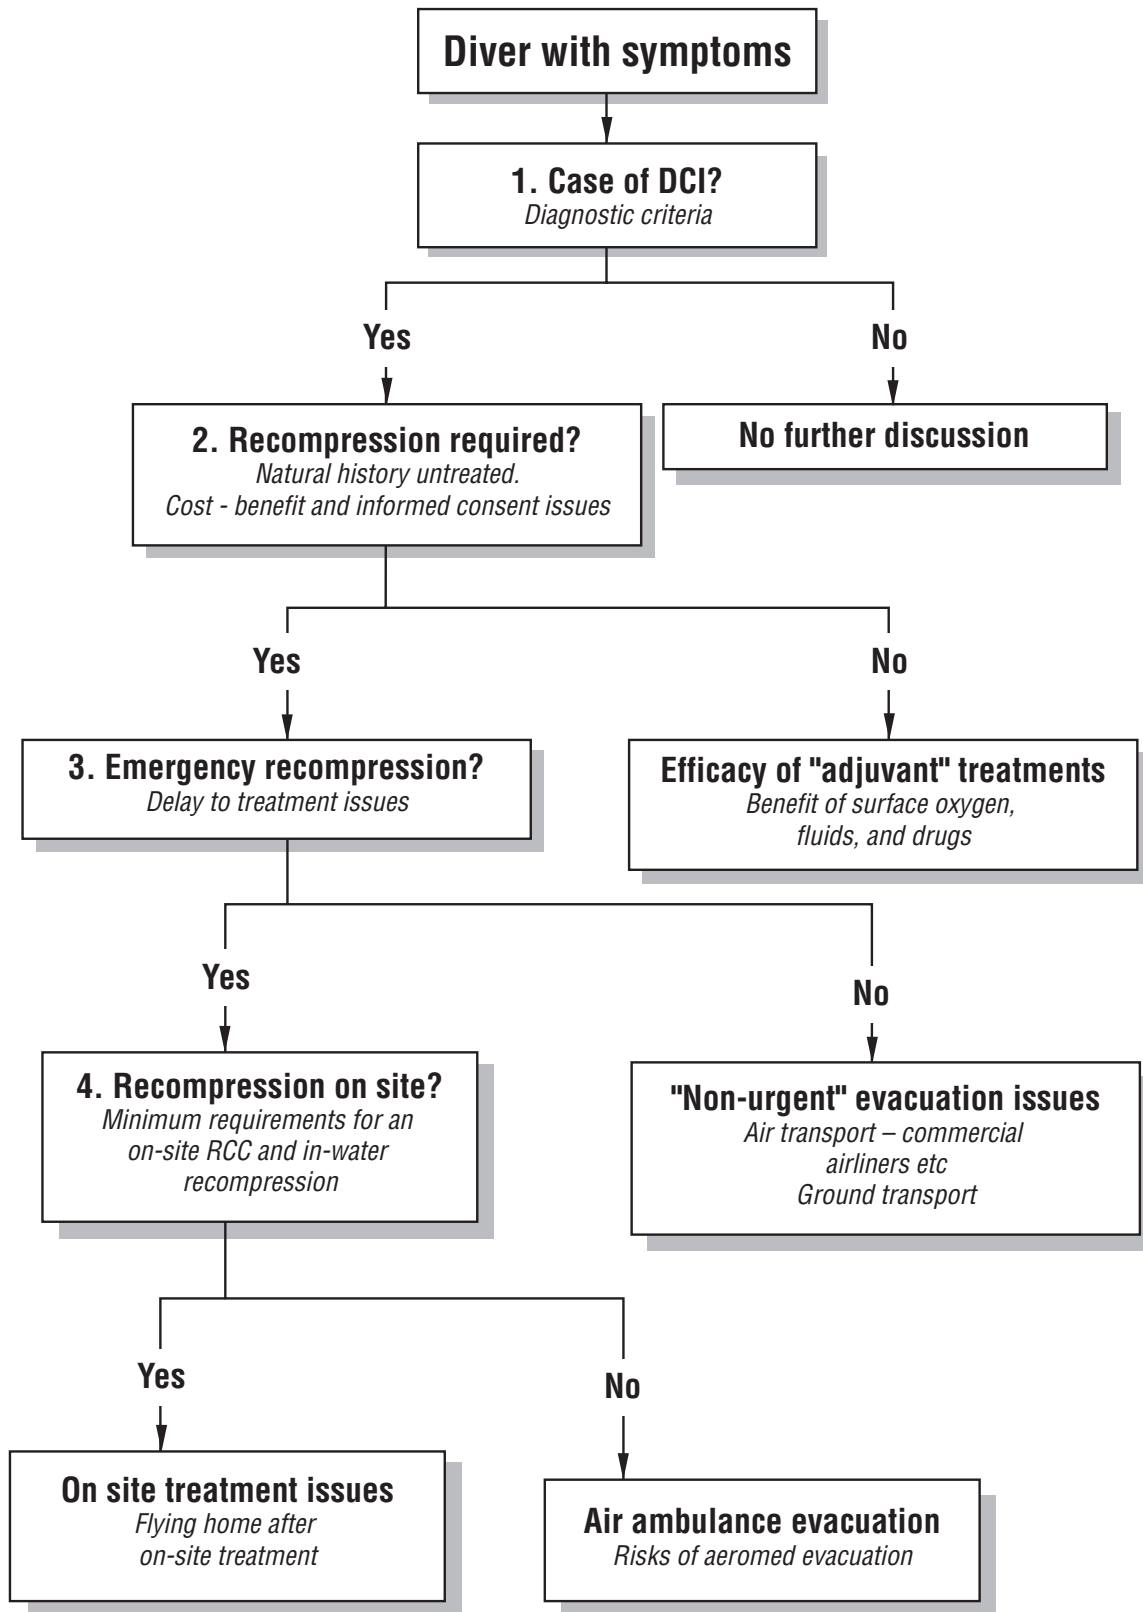 Diver with symptoms
1. Case of DCI?
Diagnostic criteria
Yes
No
2. Recompression required?
Natural history untreated.
Cost - benefit and informed consent issues
No further discussion
Yes
No
3. Emergency recompression?
Delay to treatment issues
Efficacy of "adjuvant" treatments
Benefit of surface oxygen,
fluids, and drugs
Yes
No
4. Recompression on site?
Minimum requirements for an
on-site RCC and in-water
recompression
"Non-urgent" evacuation issues
Air transport – commercial
airliners etc
Ground transport
Yes
No
On site treatment issues
Flying home after
on-site treatment
Air ambulance evacuation
Risks of aeromed evacuation